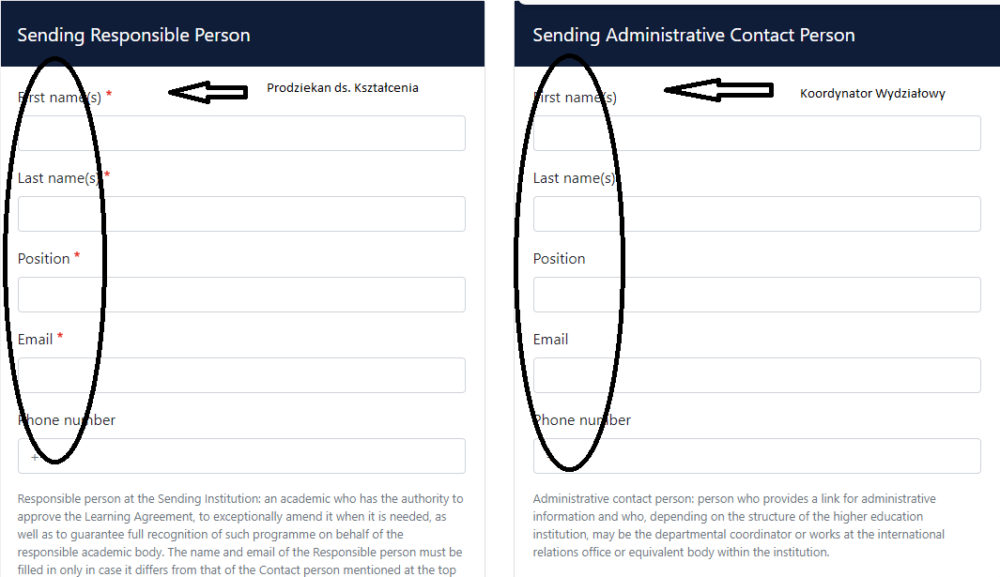 Sending Responsible Person
First name(s) *
Prodziekan ds. Kształcenia
Last name(s) *
Position *
Email *
Phone number
+
Responsible person at the Sending Institution: an academic who has the authority to
approve the Learning Agreement, to exceptionally amend it when it is needed, as
well as to guarantee full recognition of such programme on behalf of the
responsible academic body. The name and email of the Responsible person must be
filled in only in case it differs from that of the Contact person mentioned at the top
Sending Administrative Contact Person
First name(s)
Koordynator Wydziałowy
Last name(s)
Position
Email
Phone number
Administrative contact person: person who provides a link for administrative
information and who, depending on the structure of the higher education
institution, may be the departmental coordinator or works at the international
relations office or equivalent body within the institution.